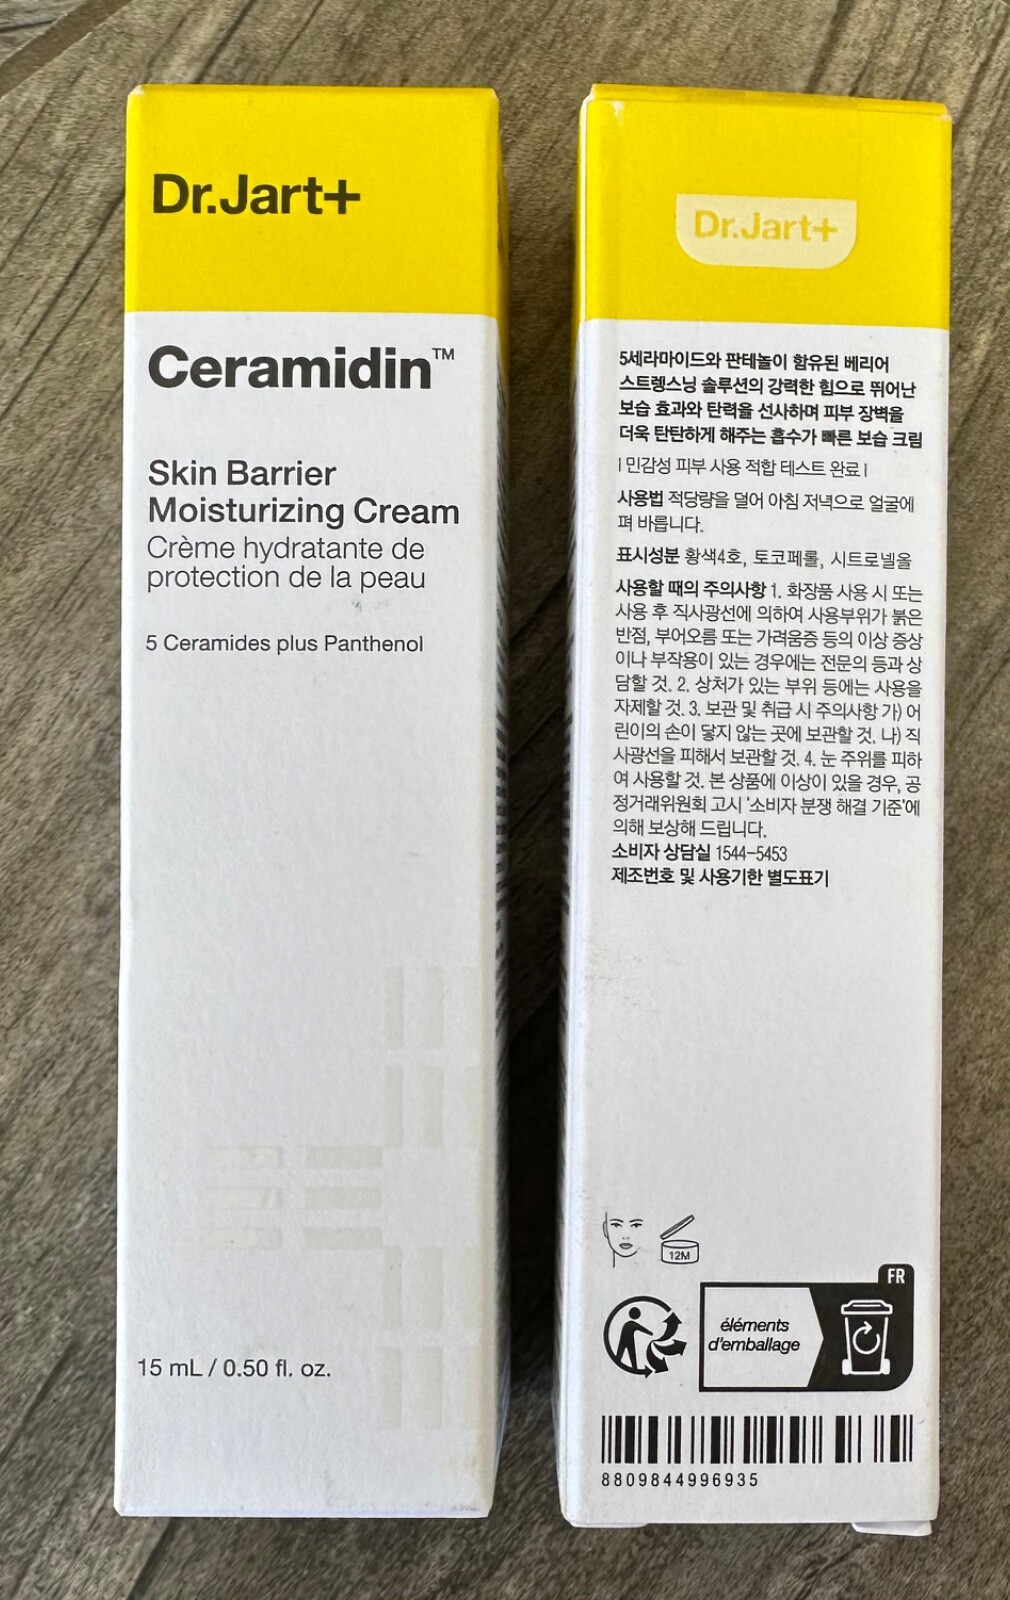 Dr.Jart+
Ceramidin™
Skin Barrier
Moisturizing Cream
Crème hydratante de
protection de la peau
5 Ceramides plus Panthenol
15 mL / 0.50 fl. oz.
Dr.Jart+
5세라마이드와 판테놀이 함유된 베리어
스트렝스닝 솔루션의 강력한 힘으로 뛰어난
보습 효과와 탄력을 선사하며 피부 장벽을
더욱 탄탄하게 해주는 흡수가 빠른 보습 크림
| 민감성 피부 사용 적합 테스트 완료 |
사용법 적당량을 덜어 아침 저녁으로 얼굴에
펴 바릅니다.
표시성분 황색4호, 토코페롤, 시트로넬올
사용할 때의 주의사항 1. 화장품 사용 시 또는
사용 후 직사광선에 의하여 사용부위가 붉은
반점, 부어오름 또는 가려움증 등의 이상 증상
이나 부작용이 있는 경우에는 전문의 등과 상
담할 것. 2. 상처가 있는 부위 등에는 사용을
자제할 것. 3. 보관 및 취급 시 주의사항 가) 어
린이의 손이 닿지 않는 곳에 보관할 것. 나) 직
사광선을 피해서 보관할 것. 4. 눈 주위를 피하
여 사용할 것. 본 상품에 이상이 있을 경우, 공
정거래위원회 고시 '소비자 분쟁 해결 기준'에
의해 보상해 드립니다.
소비자 상담실 1544-5453
제조번호 및 사용기한 별도표기
12M
FR
éléments
d'emballage
8809844996935